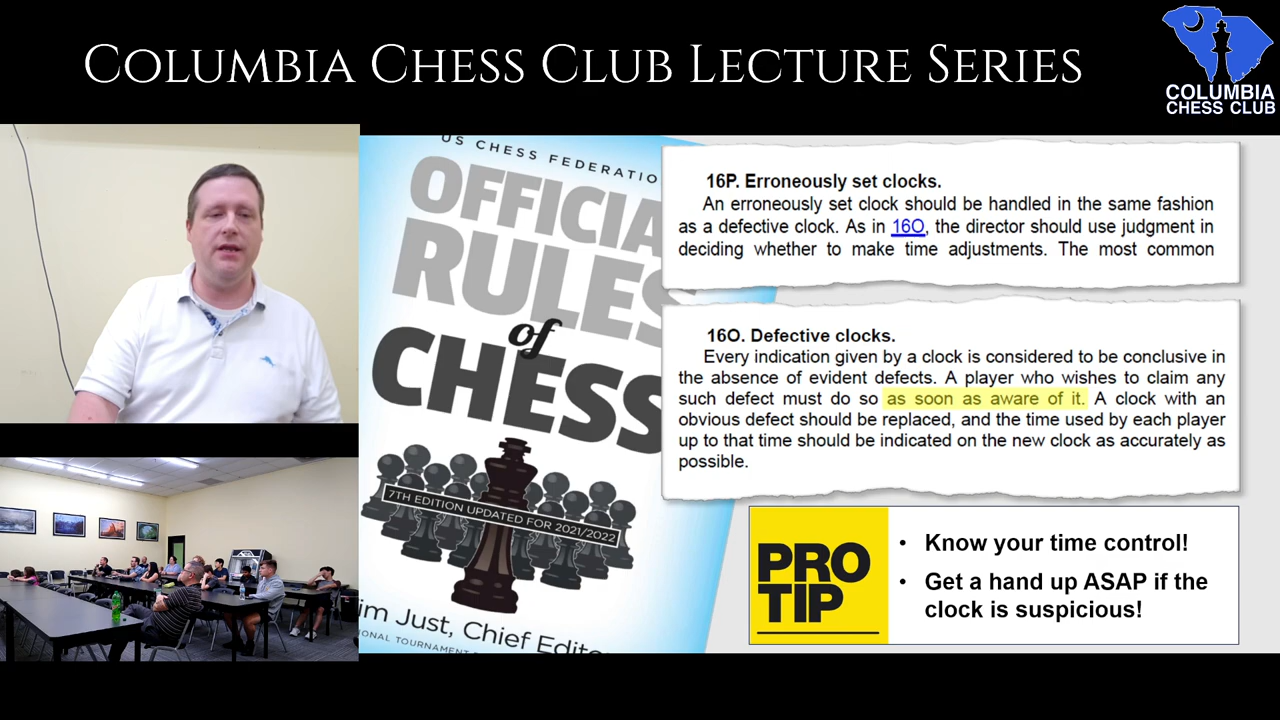 COLUMBIA CHESS CLUB LECTURE SERIES
COLUMBIA
CHESS CLUB
US CHESS FEDERATIO
OFFICIA
RULES
of
CHESS
7TH EDITION UPDATED FOR 2021/2022
im Just, Chief Edito
IONAL TOURNAMENT
16P. Erroneously set clocks.
An erroneously set clock should be handled in the same fashion
as a defective clock. As in 16O, the director should use judgment in
deciding whether to make time adjustments. The most common
16O. Defective clocks.
Every indication given by a clock is considered to be conclusive in
the absence of evident defects. A player who wishes to claim any
such defect must do so as soon as aware of it. A clock with an
obvious defect should be replaced, and the time used by each player
up to that time should be indicated on the new clock as accurately as
possible.
PRO
TIP
• Know your time control!
• Get a hand up ASAP if the
clock is suspicious!